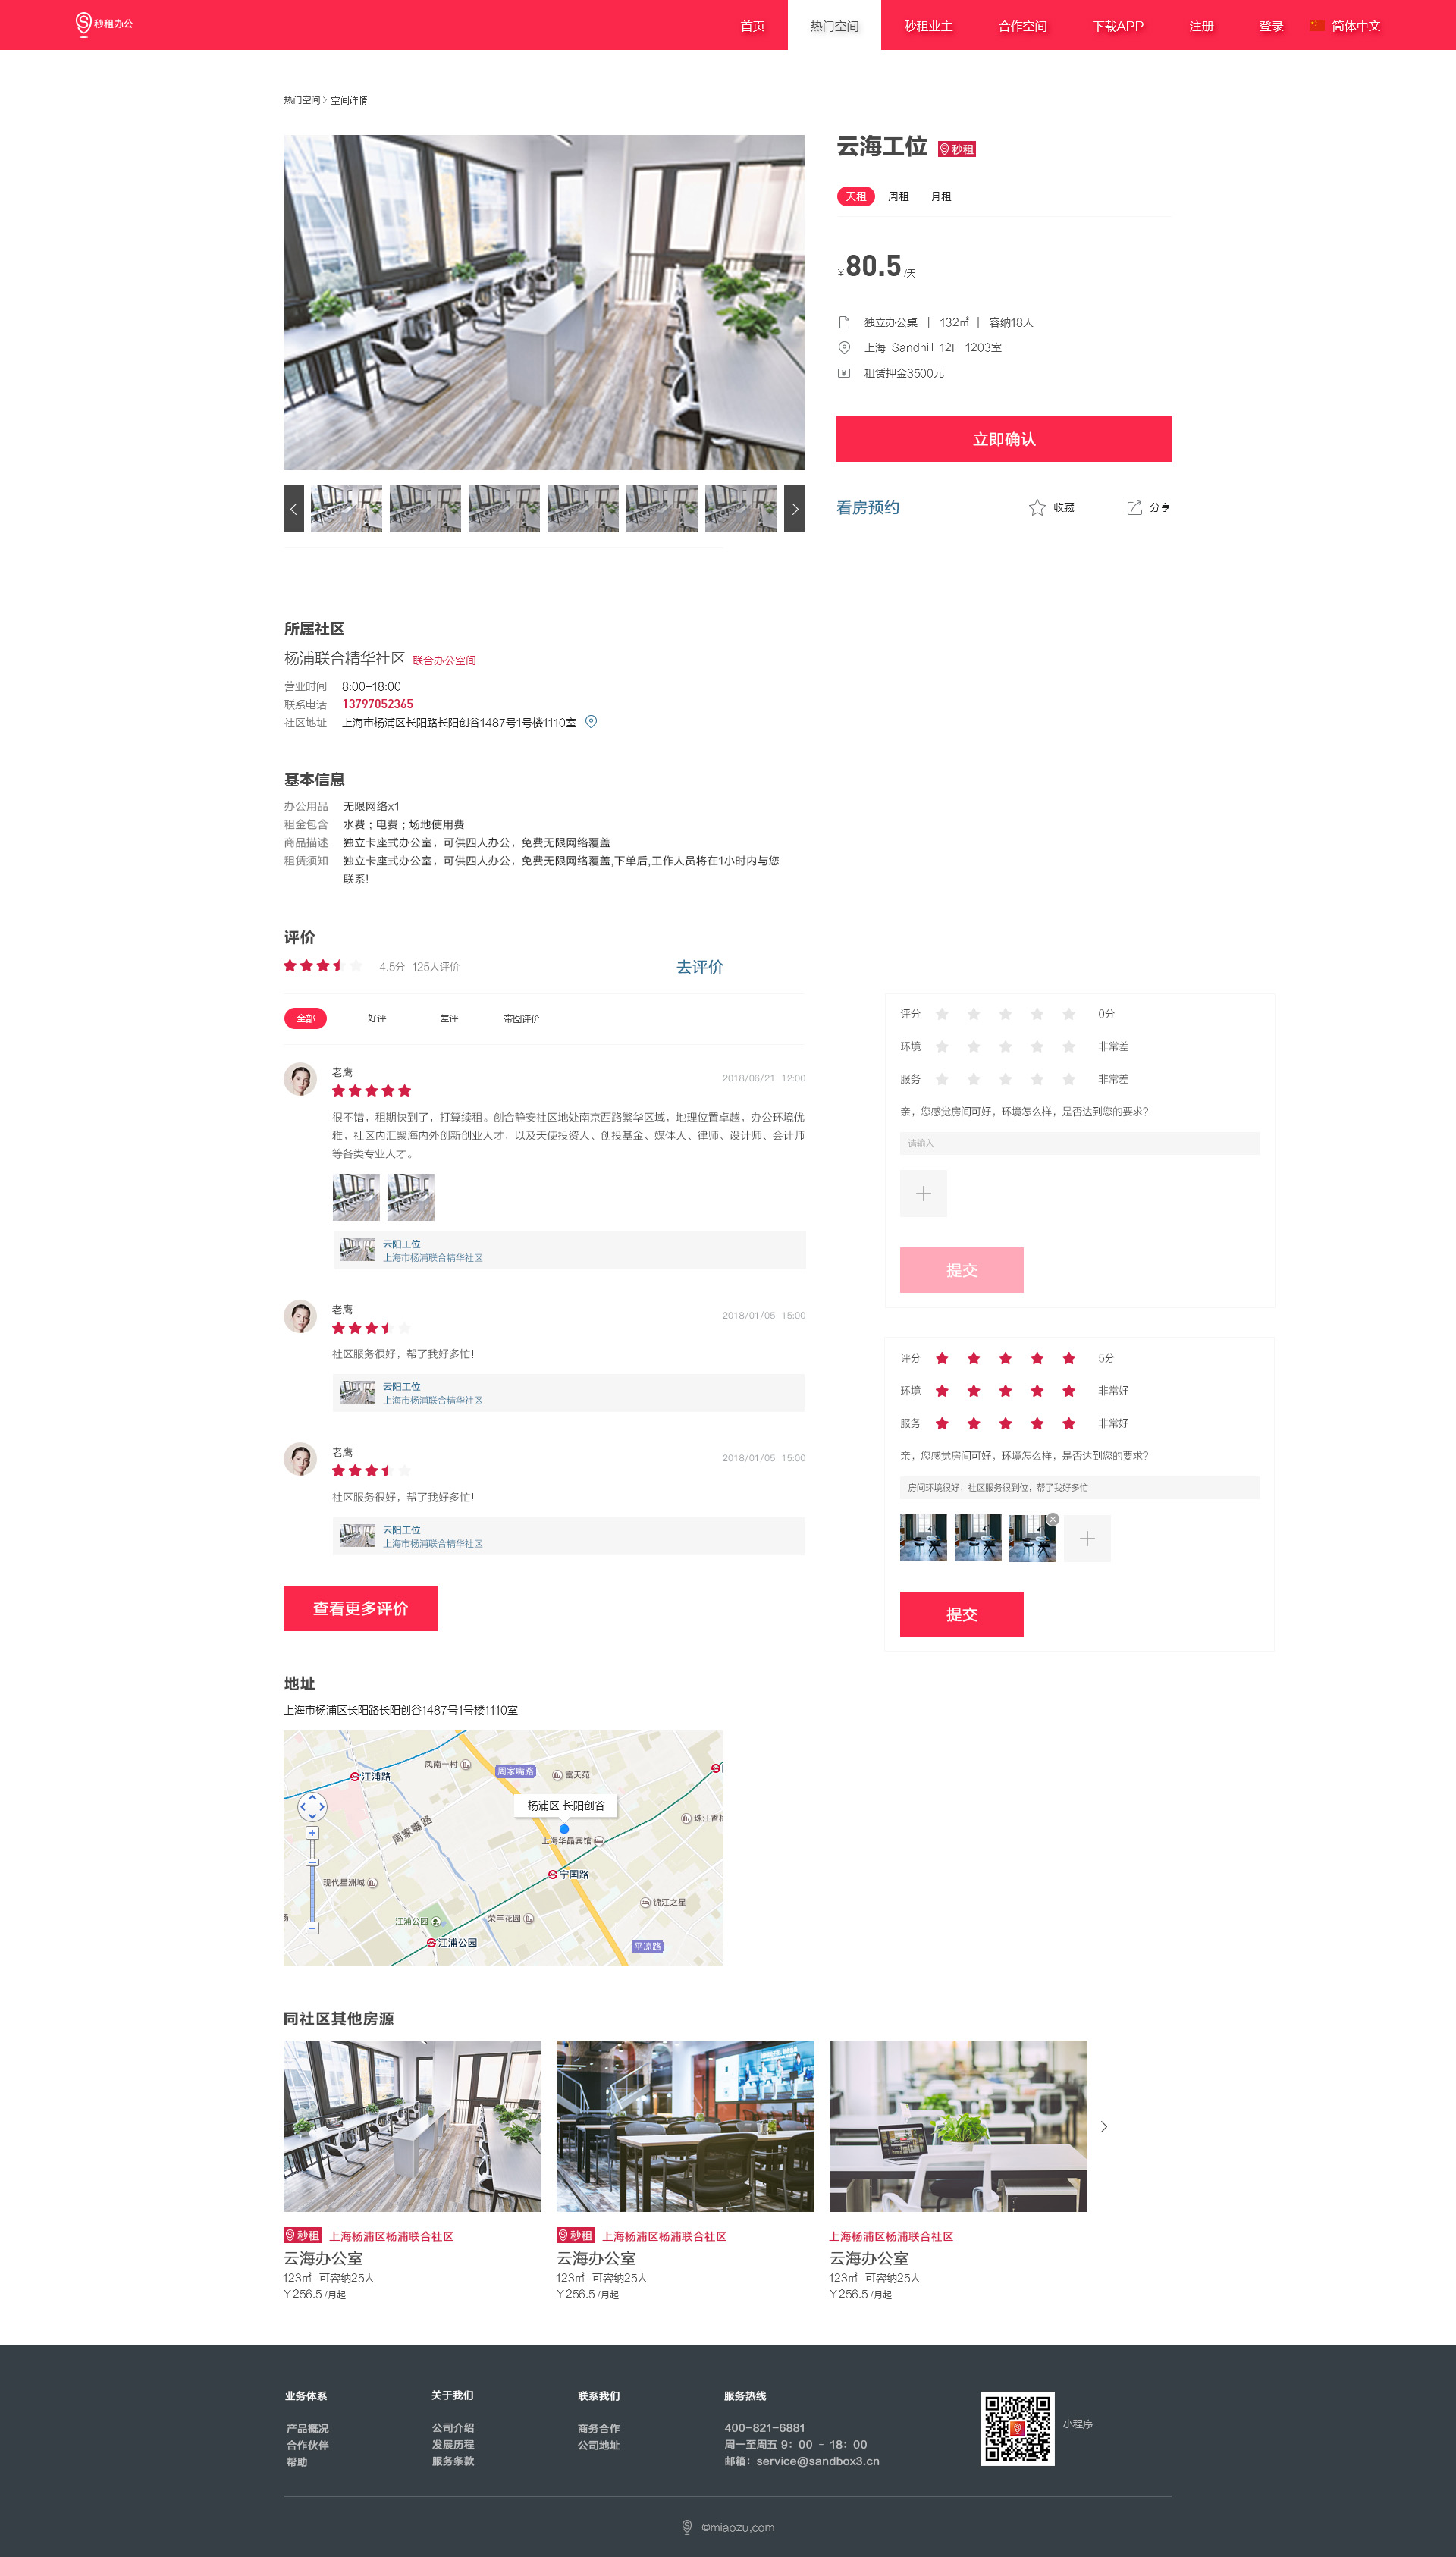 秒租办公
首页 热门空间 秒租业主 合作空间 下载APP 注册 登录 简体中文
热门空间 > 空间详情
云海工位 秒租
天租 周租 月租
¥80.5 /天
独立办公桌 | 132㎡ | 容纳18人
上海 Sandhill 12F 1203室
租赁押金3500元
立即确认
看房预约 收藏 分享
所属社区
杨浦联合精华社区 联合办公空间
营业时间 8:00-18:00
联系电话 13797052365
社区地址 上海市杨浦区长阳路长阳创谷1487号1号楼1110室
基本信息
办公用品 无限网络x1
租金包含 水费；电费；场地使用费
商品描述 独立卡座式办公室，可供四人办公，免费无限网络覆盖
租赁须知 独立卡座式办公室，可供四人办公，免费无限网络覆盖,下单后,工作人员将在1小时内与您
联系!
评价
4.5分 125人评价 去评价
全部 好评 差评 带图评价
老鹰 2018/06/21 12:00
很不错，租期快到了，打算续租。创合静安社区地处南京西路繁华区域，地理位置卓越，办公环境优
雅，社区内汇聚海内外创新创业人才，以及天使投资人、创投基金、媒体人、律师、设计师、会计师
等各类专业人才。
云阳工位
上海市杨浦联合精华社区
老鹰 2018/01/05 15:00
社区服务很好，帮了我好多忙!
云阳工位
上海市杨浦联合精华社区
老鹰 2018/01/05 15:00
社区服务很好，帮了我好多忙!
云阳工位
上海市杨浦联合精华社区
查看更多评价
评分 0分
环境 非常差
服务 非常差
亲，您感觉房间可好，环境怎么样，是否达到您的要求?
请输入
提交
评分 5分
环境 非常好
服务 非常好
亲，您感觉房间可好，环境怎么样，是否达到您的要求?
房间环境很好，社区服务很到位，帮了我好多忙!
提交
地址
上海市杨浦区长阳路长阳创谷1487号1号楼1110室
凤南一村
周家嘴路
富天苑
江浦路
杨浦区 长阳创谷
珠江香樟
周家嘴路
上海华晶宾馆
宁国路
现代星洲城
锦江之星
江浦公园
荣丰花园
江浦公园
平凉路
同社区其他房源
秒租 上海杨浦区杨浦联合社区
云海办公室
123㎡ 可容纳25人
¥256.5 /月起
秒租 上海杨浦区杨浦联合社区
云海办公室
123㎡ 可容纳25人
¥256.5 /月起
上海杨浦区杨浦联合社区
云海办公室
123㎡ 可容纳25人
¥256.5 /月起
业务体系
产品概况
合作伙伴
帮助
关于我们
公司介绍
发展历程
服务条款
联系我们
商务合作
公司地址
服务热线
400-821-6881
周一至周五 9：00 - 18：00
邮箱：service@sandbox3.cn
小程序
©miaozu,com